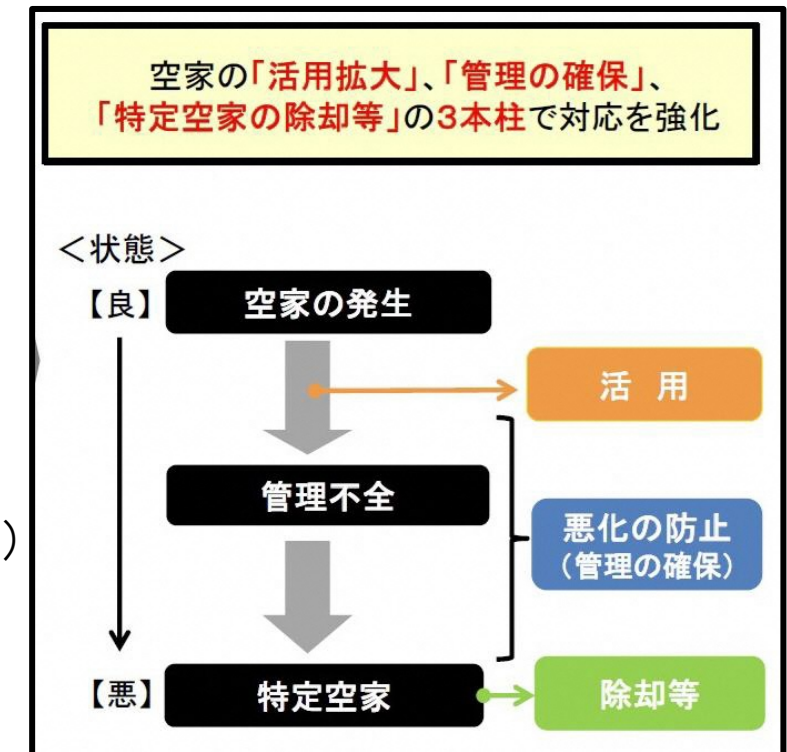 空家の「活用拡大」、「管理の確保」、
「特定空家の除却等」の3本柱で対応を強化
＜状態＞
【良】
空家の発生
活 用
管理不全
悪化の防止
（管理の確保）
）
【悪】
特定空家
除却等